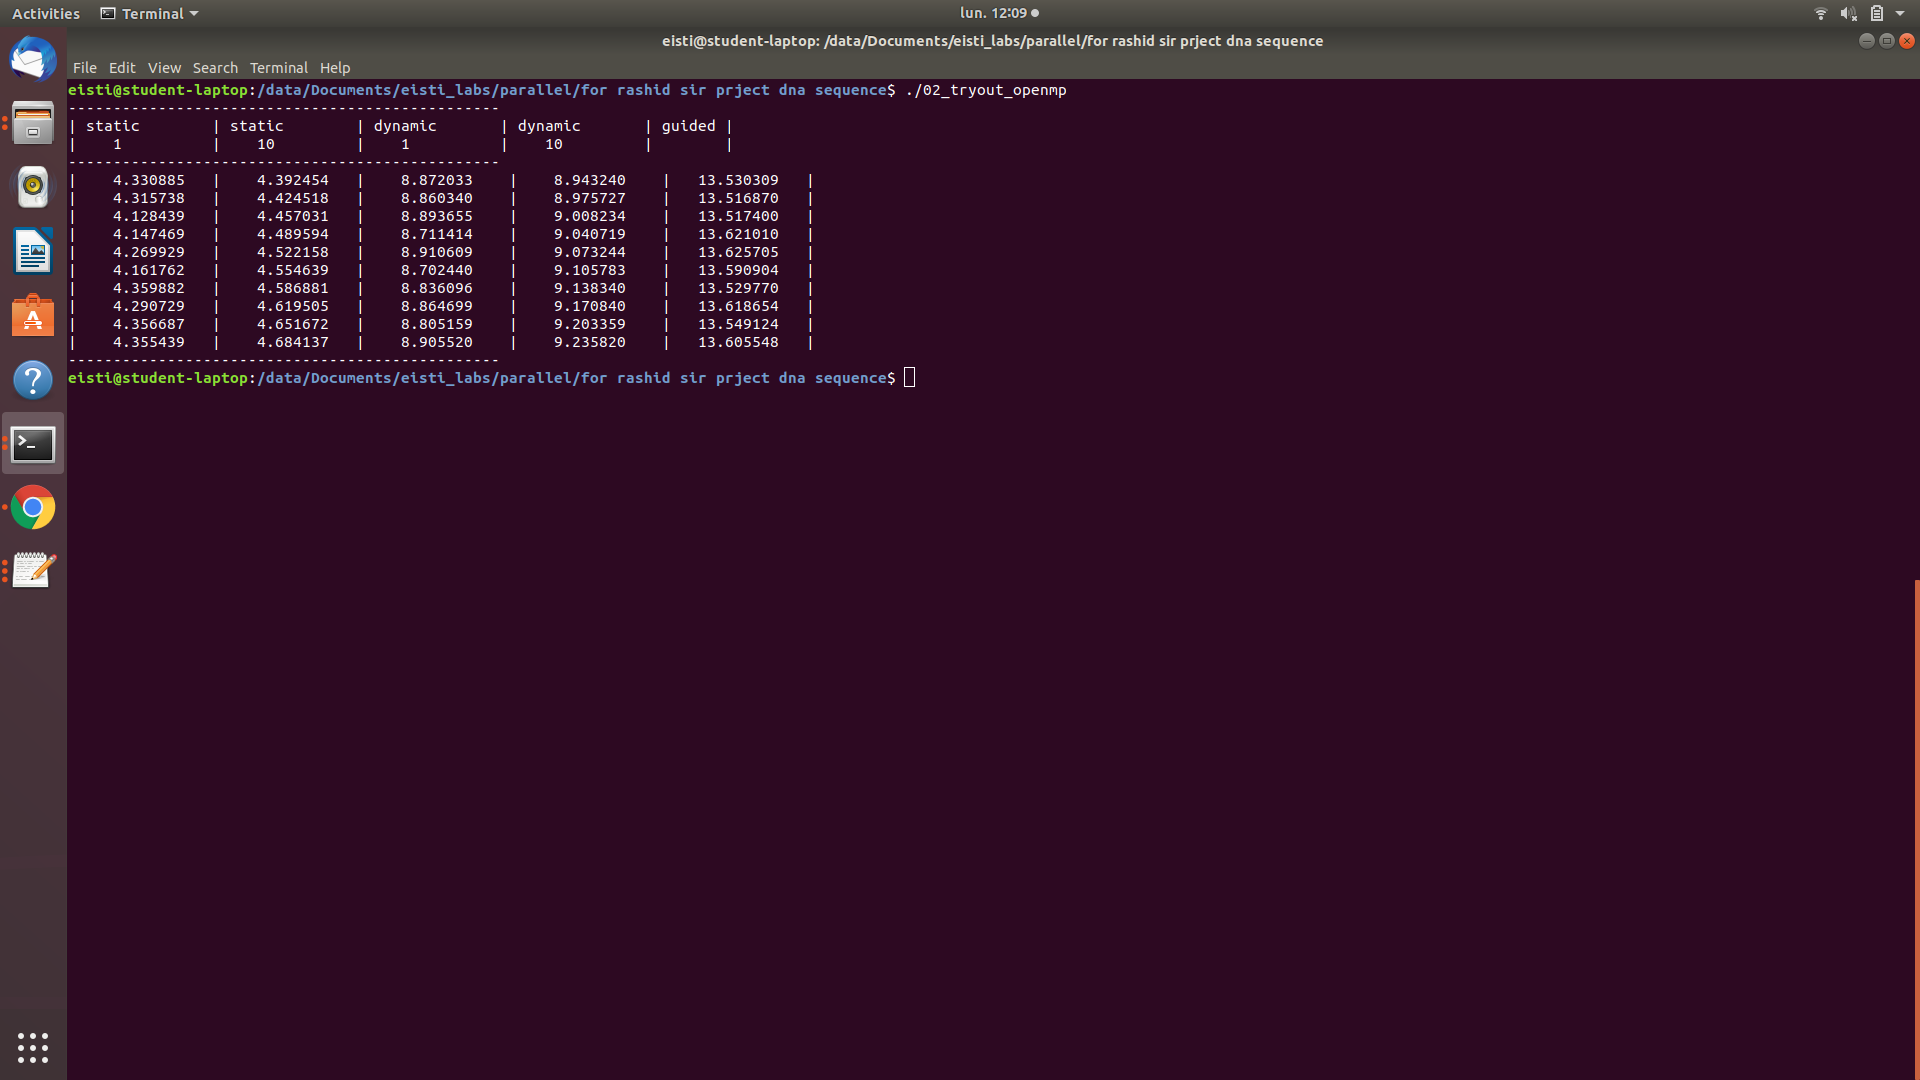 Activities Terminal lun. 12:09
eisti@student-laptop: /data/Documents/eisti_labs/parallel/for rashid sir prject dna sequence
File Edit View Search Terminal Help
eisti@student-laptop:/data/Documents/eisti_labs/parallel/for rashid sir prject dna sequence$ ./02_tryout_openmp
------------------------------------------------
| static | static | dynamic | dynamic | guided |
| 1 | 10 | 1 | 10 | |
------------------------------------------------
| 4.330885 | 4.392454 | 8.872033 | 8.943240 | 13.530309 |
| 4.315738 | 4.424518 | 8.860340 | 8.975727 | 13.516870 |
| 4.128439 | 4.457031 | 8.893655 | 9.008234 | 13.517400 |
| 4.147469 | 4.489594 | 8.711414 | 9.040719 | 13.621010 |
| 4.269929 | 4.522158 | 8.910609 | 9.073244 | 13.625705 |
| 4.161762 | 4.554639 | 8.702440 | 9.105783 | 13.590904 |
| 4.359882 | 4.586881 | 8.836096 | 9.138340 | 13.529770 |
| 4.290729 | 4.619505 | 8.864699 | 9.170840 | 13.618654 |
| 4.356687 | 4.651672 | 8.805159 | 9.203359 | 13.549124 |
| 4.355439 | 4.684137 | 8.905520 | 9.235820 | 13.605548 |
------------------------------------------------
eisti@student-laptop:/data/Documents/eisti_labs/parallel/for rashid sir prject dna sequence$